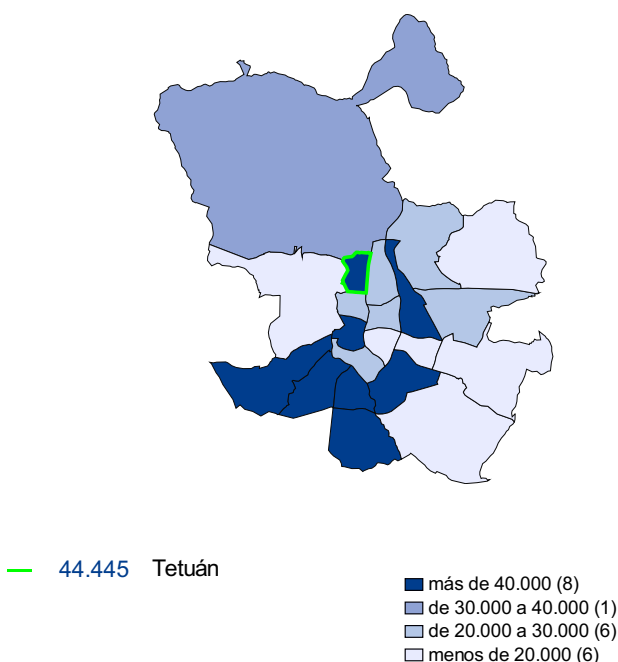 44.445 Tetuán
más de 40.000 (8)
de 30.000 a 40.000 (1)
de 20.000 a 30.000 (6)
menos de 20.000 (6)